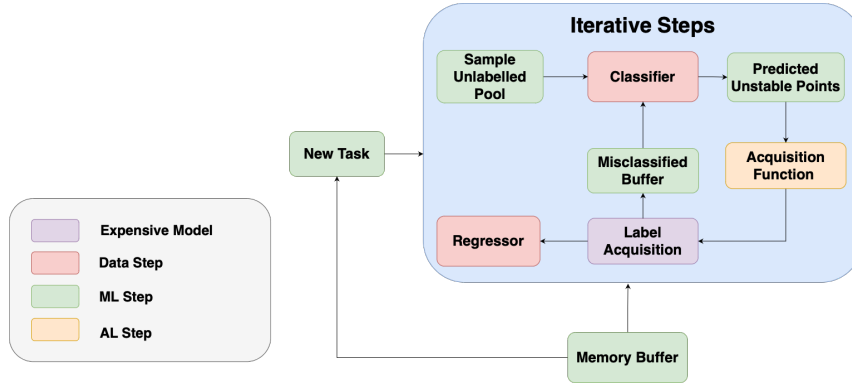 Iterative Steps
Sample
Unlabelled
Pool
Classifier
Predicted
Unstable Points
New Task
Misclassified
Buffer
Acquisition
Function
Regressor
Label
Acquisition
Expensive Model
Data Step
ML Step
AL Step
Memory Buffer